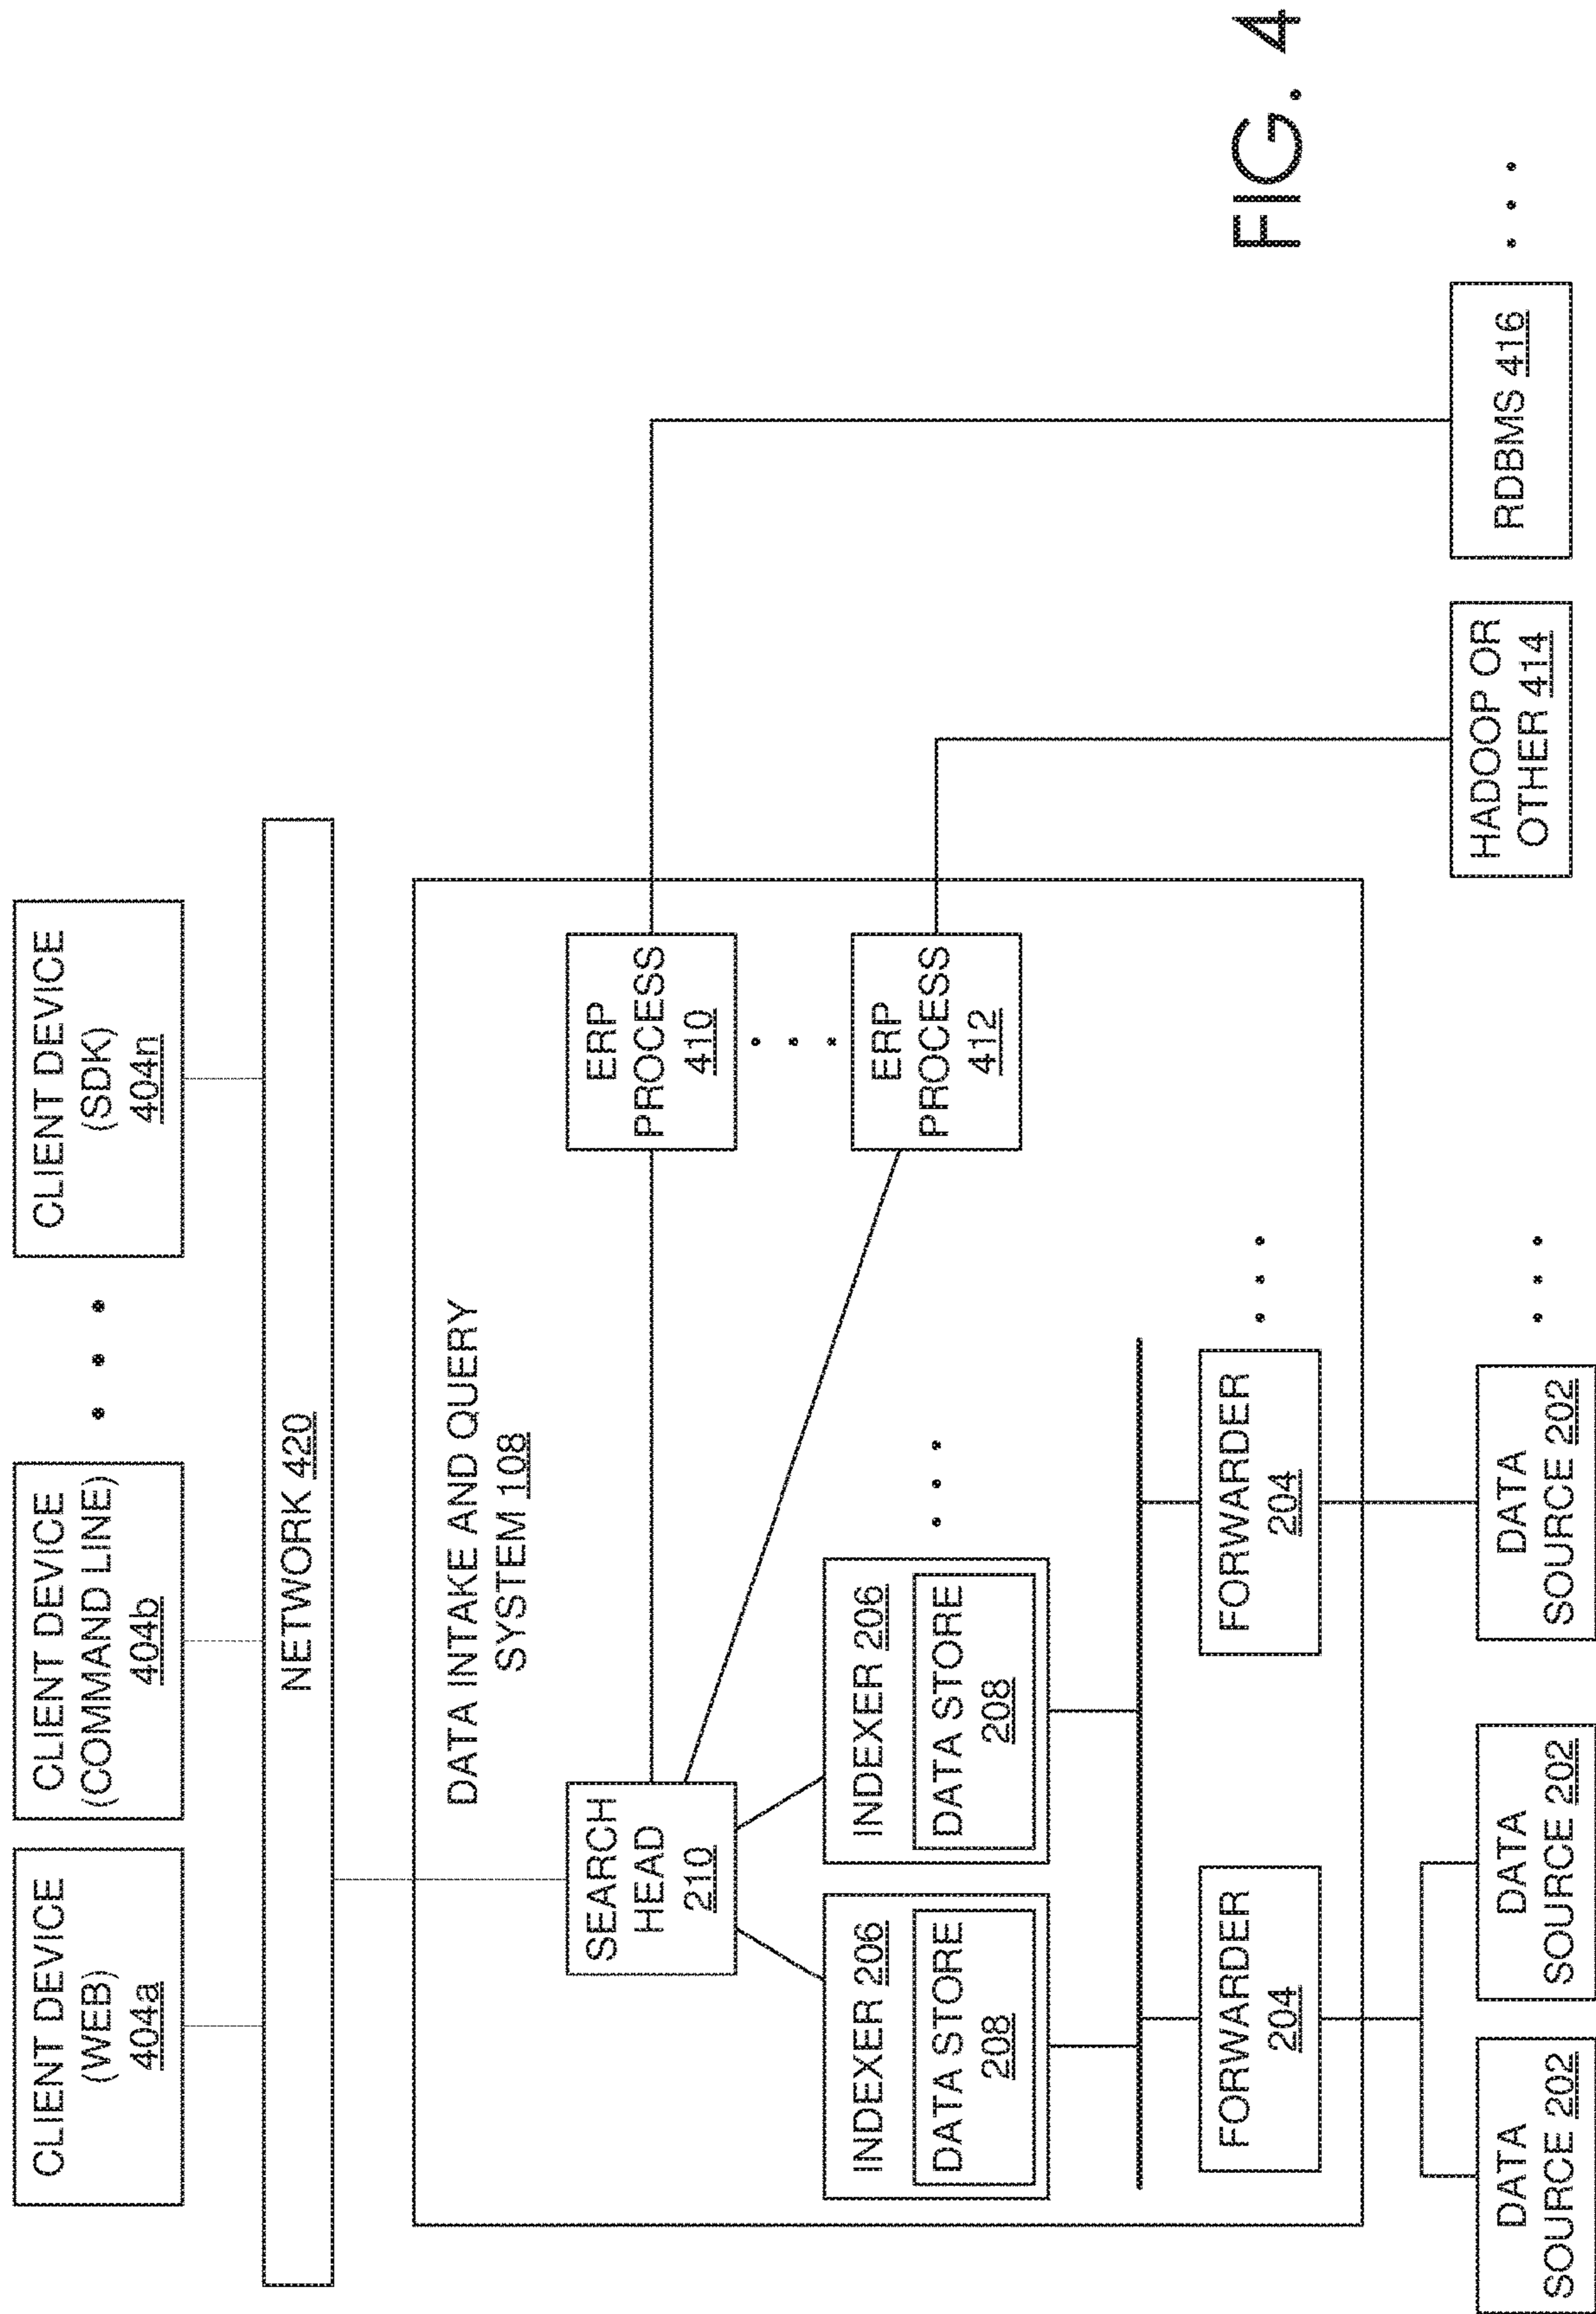 CLIENT DEVICE
(WEB)
404a
CLIENT DEVICE
(COMMAND LINE)
404b
CLIENT DEVICE
(SDK)
404n
NETWORK 420
DATA INTAKE AND QUERY
SYSTEM 108
SEARCH
HEAD
210
ERP
PROCESS
410
ERP
PROCESS
412
INDEXER 206
DATA STORE
208
INDEXER 206
DATA STORE
208
FORWARDER
204
FORWARDER
204
DATA
SOURCE 202
DATA
SOURCE 202
DATA
SOURCE 202
HADOOP OR
OTHER 414
RDBMS 416
FIG. 4